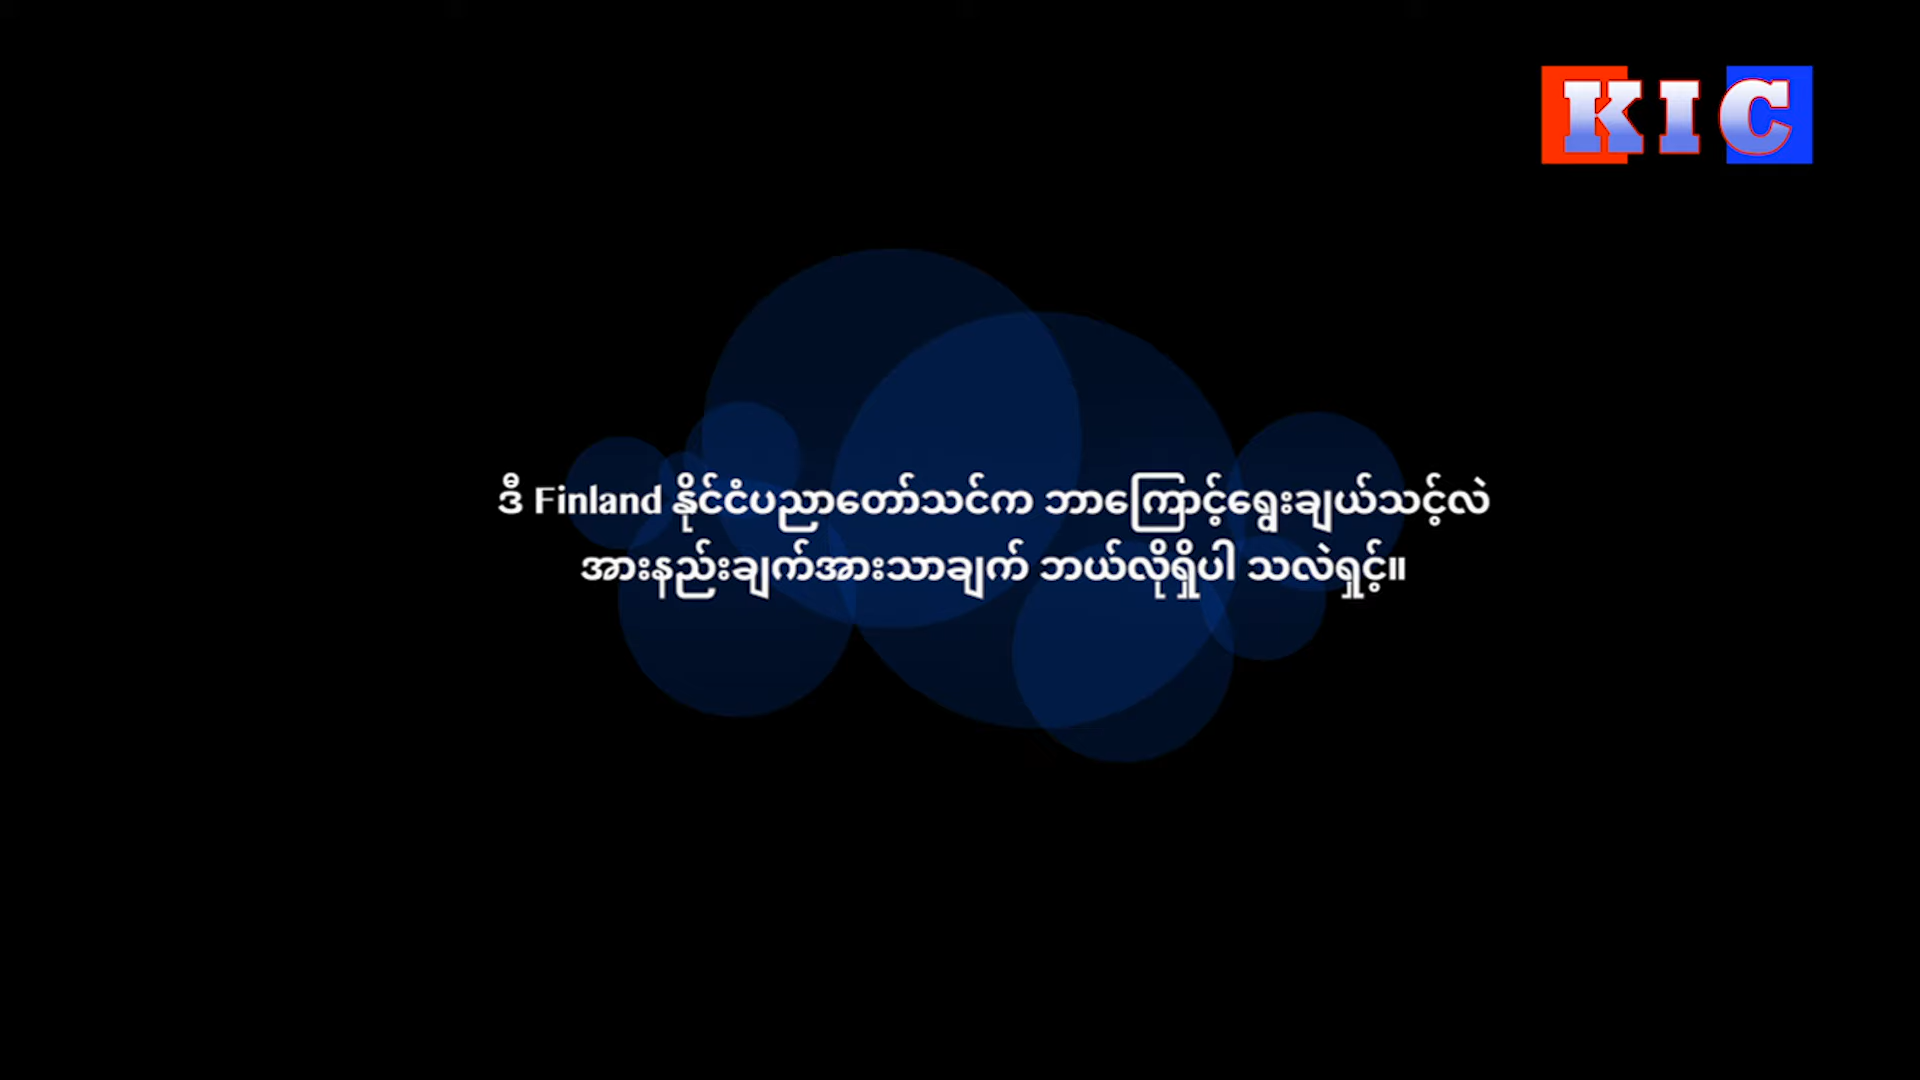 KIC
ဒီ Finland နိုင်ငံပညာတော်သင်က ဘာကြောင့်ရွေးချယ်သင့်လဲ
အားနည်းချက်အားသာချက် ဘယ်လိုရှိပါ သလဲရှင့်။